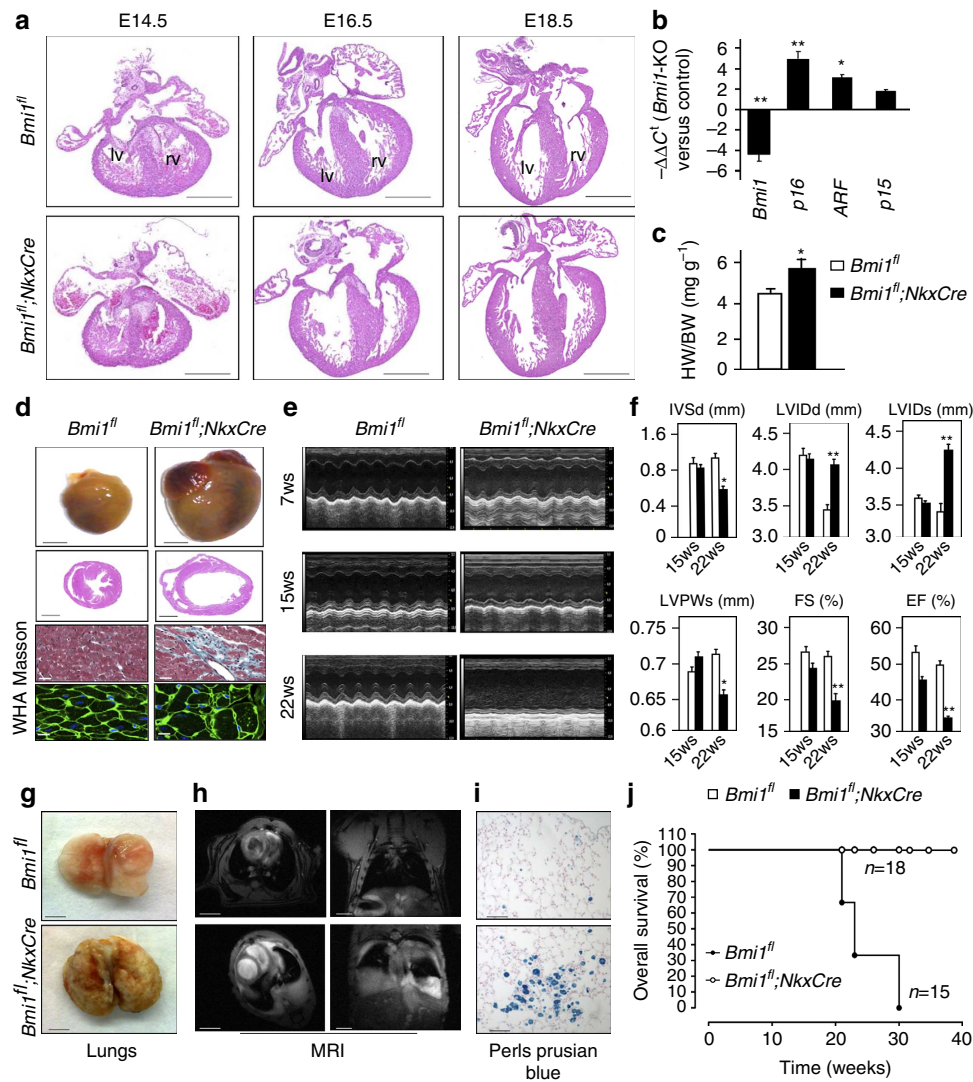 a
E14.5
E16.5
E18.5
Bmi1fl
lv
rv
lv
rv
lv
rv
Bmi1fl;NkxCre
b
–ΔΔCt (Bmi1-KO
versus control)
6
4
2
0
–2
–4
–6
**
**
*
Bmi1
p16
ARF
p15
c
HW/BW (mg g–1)
6
4
2
0
*
Bmi1fl
Bmi1fl;NkxCre
d
Bmi1fl
Bmi1fl;NkxCre
WHA Masson
e
Bmi1fl
Bmi1fl;NkxCre
7ws
15ws
22ws
f
IVSd (mm)
1.6
0.8
0.4
0
*
15ws
22ws
LVIDd (mm)
4.5
4.0
3.5
3.0
**
15ws
22ws
LVIDs (mm)
4.5
4.0
3.5
3.0
**
15ws
22ws
LVPWs (mm)
0.7
0.65
0.6
*
15ws
22ws
FS (%)
30
25
20
15
**
15ws
22ws
EF (%)
60
50
40
30
**
15ws
22ws
Bmi1fl
Bmi1fl;NkxCre
g
Bmi1fl
Bmi1fl;NkxCre
Lungs
h
MRI
i
Perls prusian
blue
j
Overall survival (%)
110
100
90
80
70
60
50
40
30
20
10
0
n=18
n=15
Bmi1fl
Bmi1fl;NkxCre
0
10
20
30
40
Time (weeks)